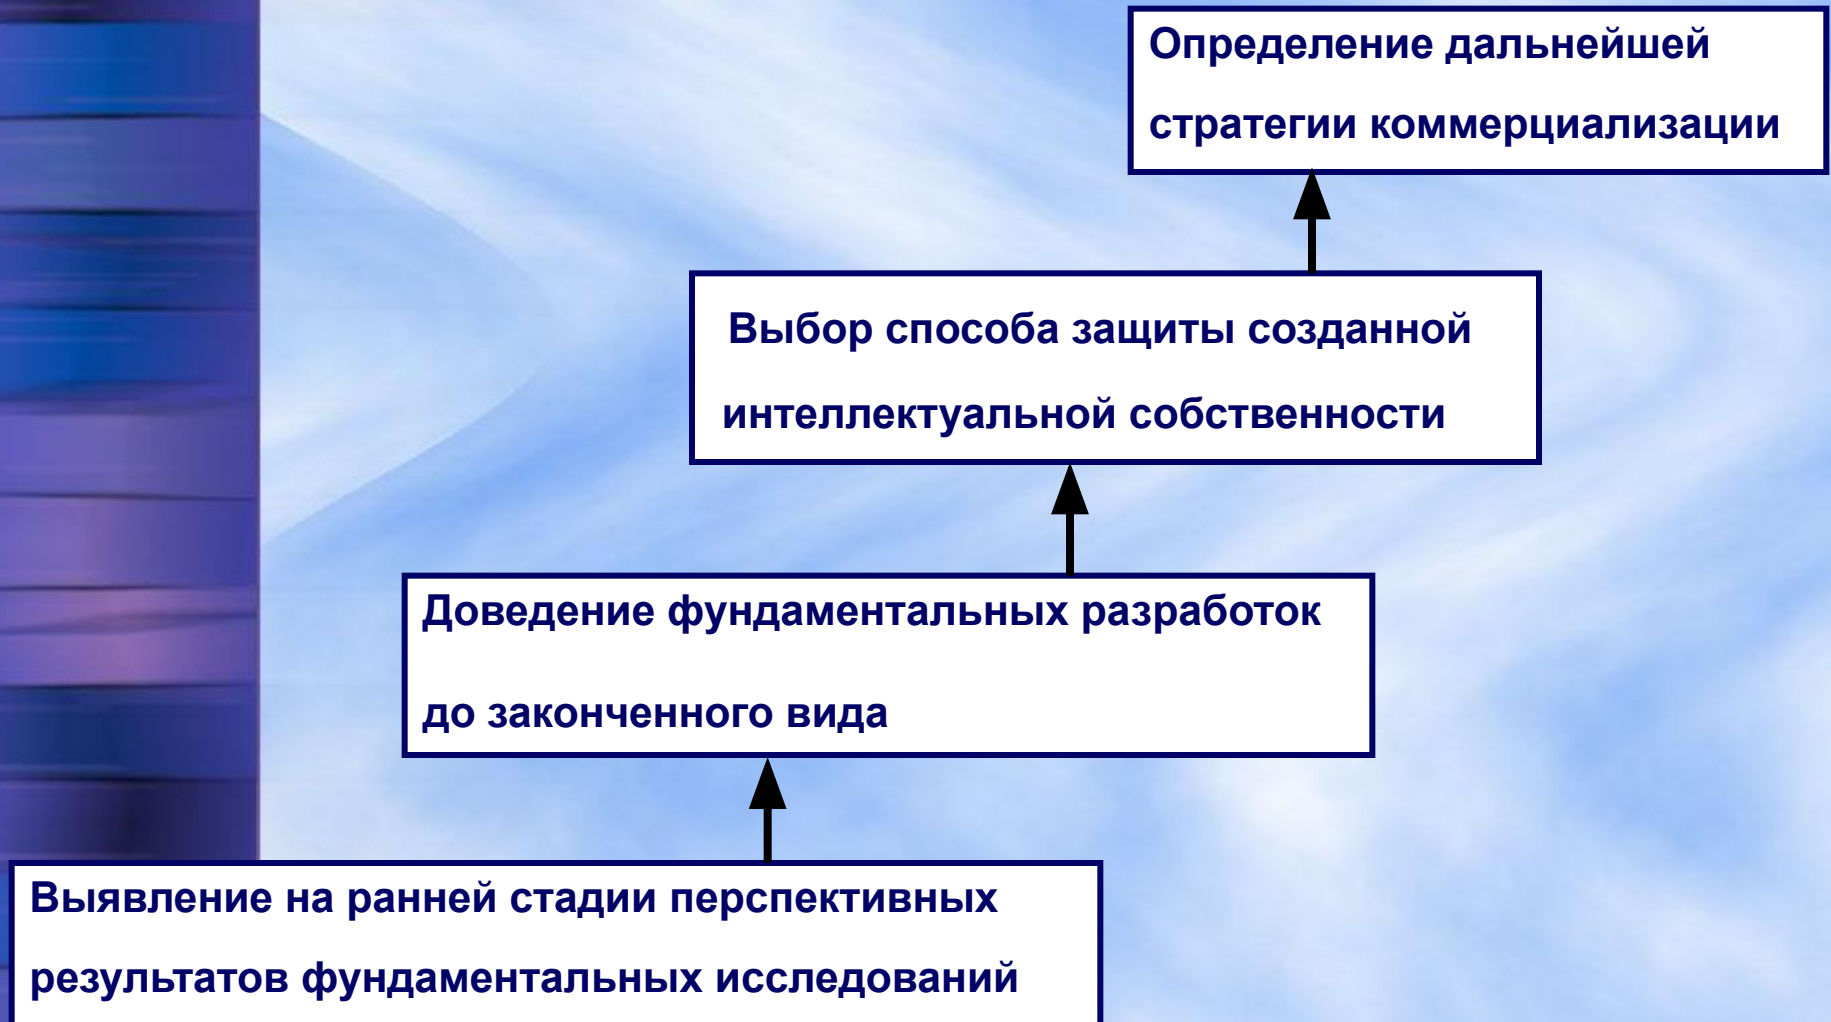 Определение дальнейшей
стратегии коммерциализации
Выбор способа защиты созданной
интеллектуальной собственности
Доведение фундаментальных разработок
до законченного вида
Выявление на ранней стадии перспективных
результатов фундаментальных исследований